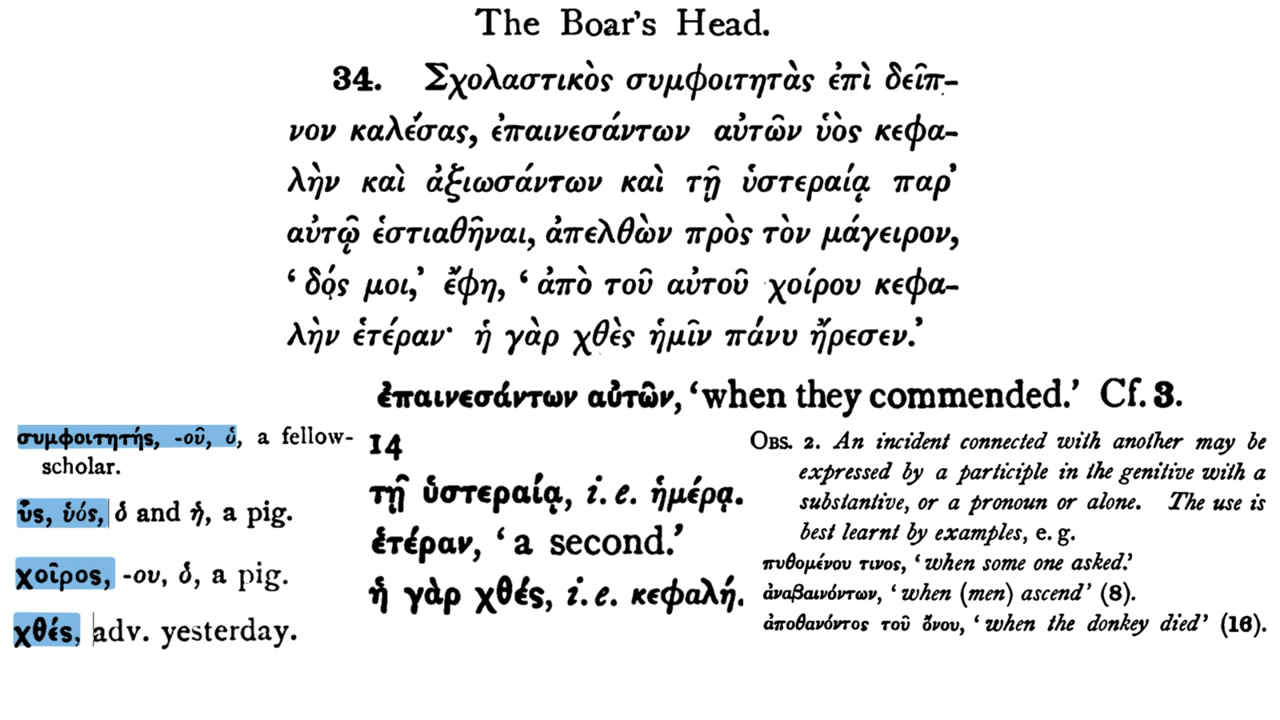 The Boar's Head.
34. Σχολαστικὸς συμφοιτητὰς ἐπὶ δεῖπ-
νον καλέσας, ἐπαινεσάντων αὐτῶν ὑὸς κεφα-
λὴν καὶ ἀξιωσάντων καὶ τῇ ὑστεραίᾳ παρ'
αὐτῷ ἑστιαθῆναι, ἀπελθὼν πρὸς τὸν μάγειρον,
'δός μοι,' ἔφη, 'ἀπὸ τοῦ αὐτοῦ χοίρου κεφα-
λὴν ἑτέραν· ἡ γὰρ χθὲς ἡμῖν πάνυ ἤρεσεν.'
ἐπαινεσάντων αὐτῶν, 'when they commended.' Cf. 3.
συμφοιτητής, -οῦ, ὁ, a fellow-
scholar.
ὗς, ὑός, ὁ and ἡ, a pig.
χοῖρος, -ου, ὁ, a pig.
χθές, adv. yesterday.
14
τῇ ὑστεραίᾳ, i. e. ἡμέρᾳ.
ἑτέραν, 'a second.'
ἡ γὰρ χθές, i. e. κεφαλή.
OBS. 2. An incident connected with another may be
expressed by a participle in the genitive with a
substantive, or a pronoun or alone. The use is
best learnt by examples, e. g.
πυθομένου τινος, 'when some one asked.'
ἀναβαινόντων, 'when (men) ascend' (8).
ἀποθανόντος τοῦ ὄνου, 'when the donkey died' (16).